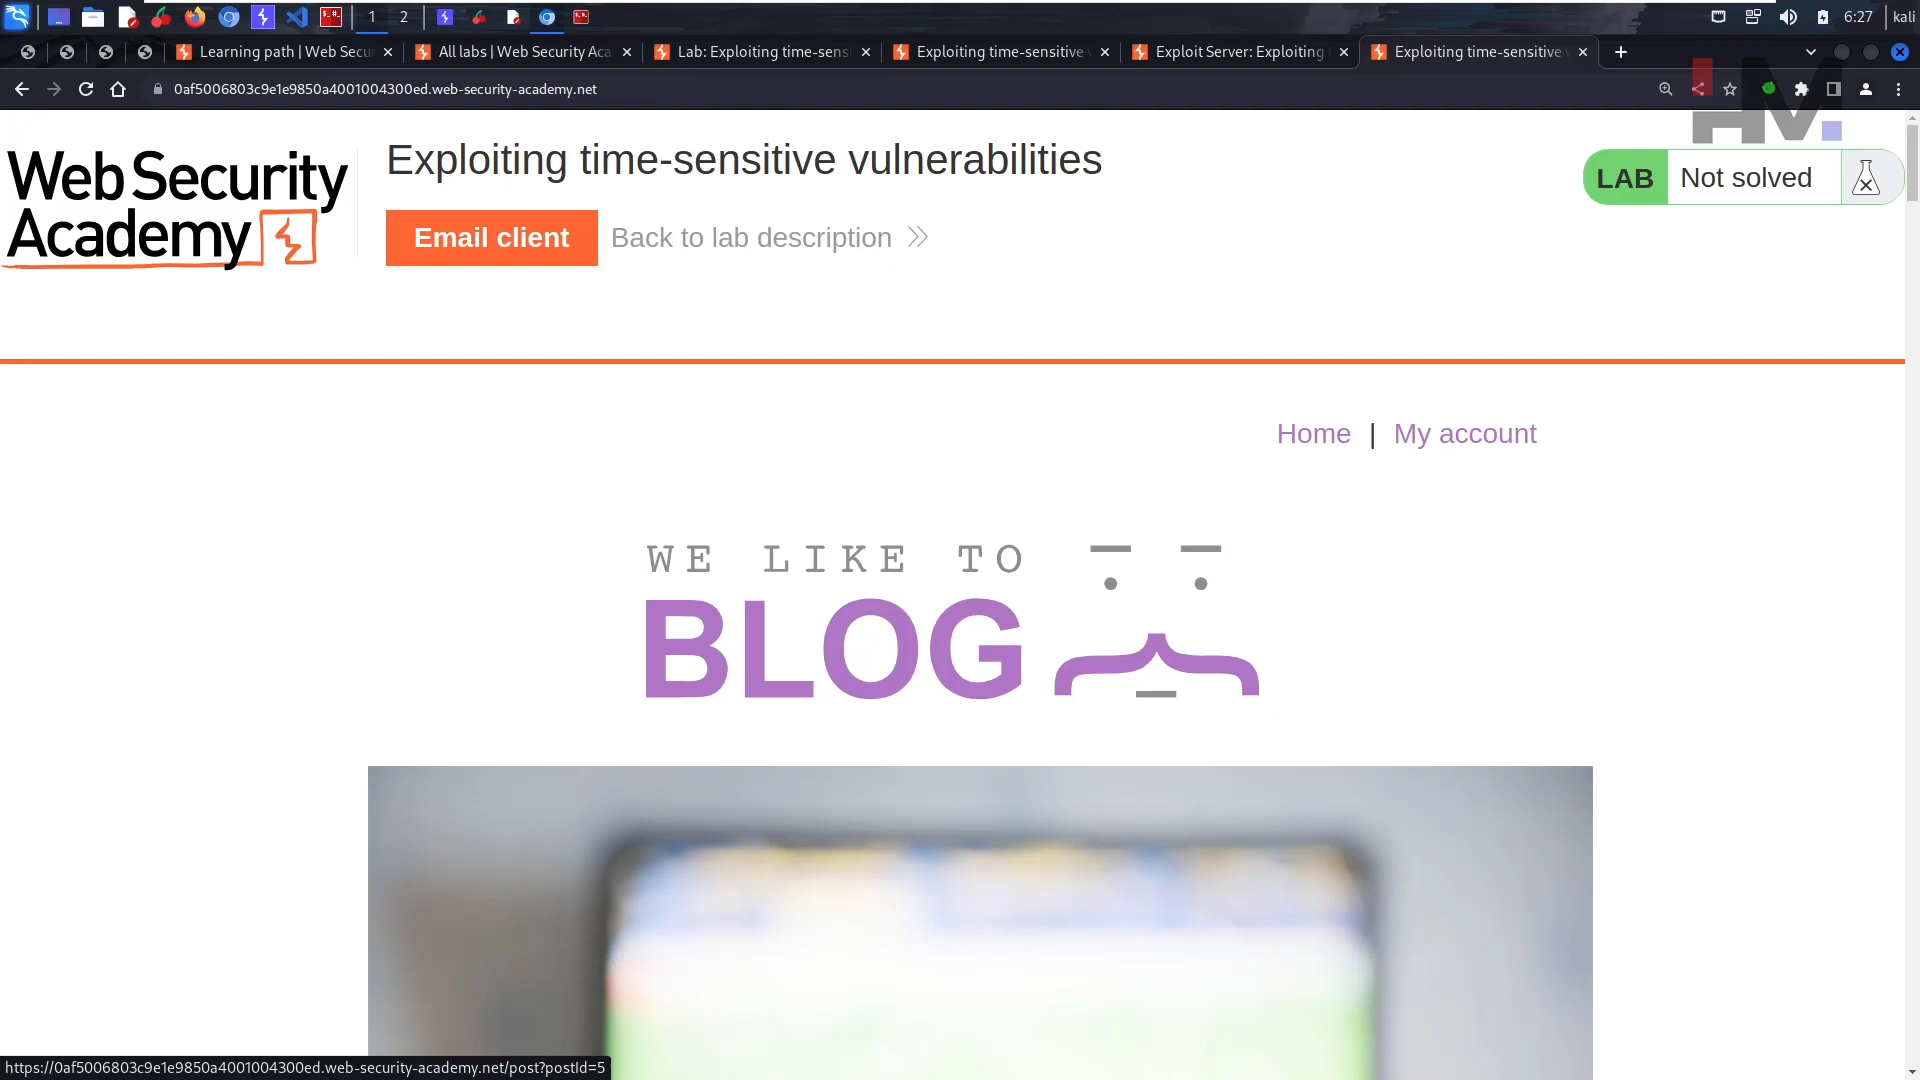 1 2 6:27 kali
Learning path | Web Secur All labs | Web Security Aca Lab: Exploiting time-sensi Exploiting time-sensitive v Exploit Server: Exploiting Exploiting time-sensitive v
0af5006803c9e1e9850a4001004300ed.web-security-academy.net
HM.
Web Security
Academy
Exploiting time-sensitive vulnerabilities
Email client
Back to lab description
LAB Not solved
Home | My account
WE LIKE TO
BLOG
https://0af5006803c9e1e9850a4001004300ed.web-security-academy.net/post?postId=5